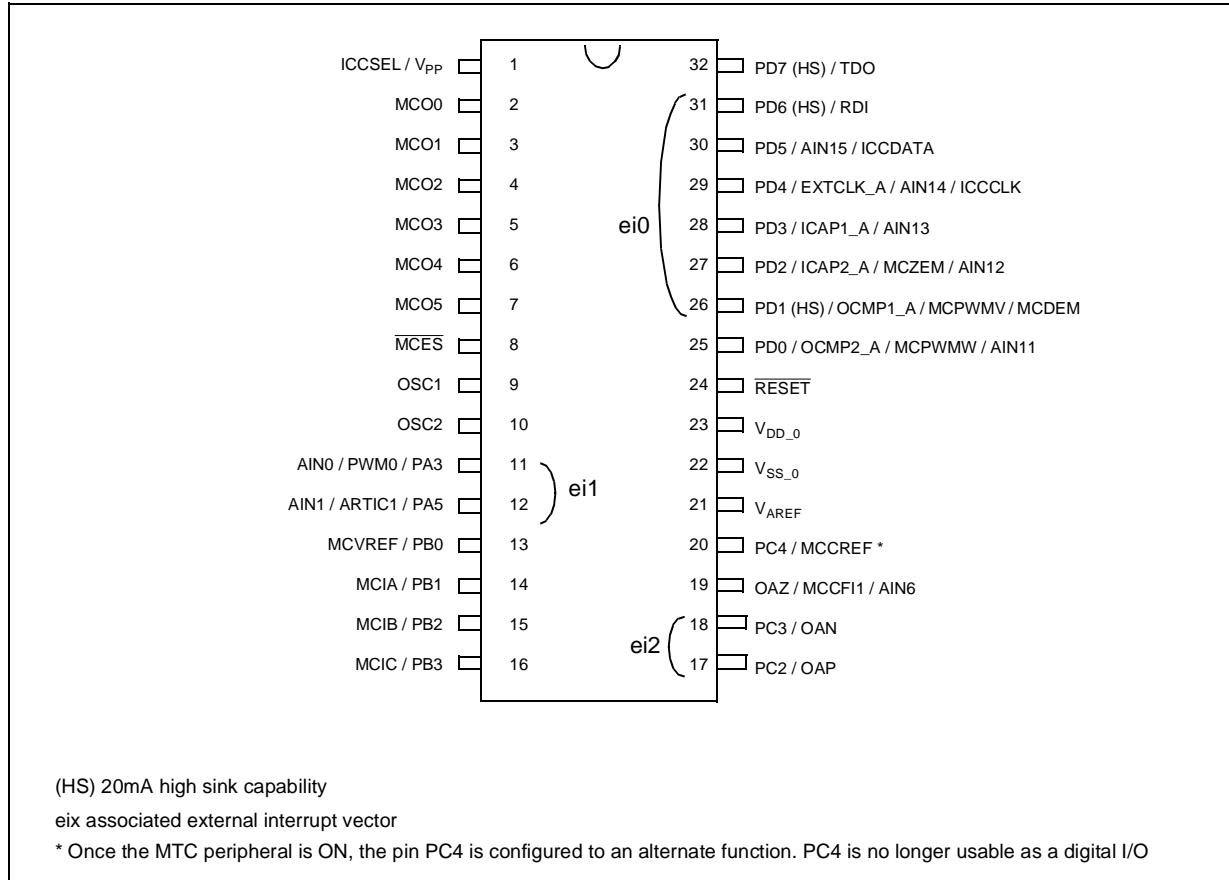 ICCSEL / VPP 1 32 PD7 (HS) / TDO
MCO0 2 31 PD6 (HS) / RDI
MCO1 3 30 PD5 / AIN15 / ICCDATA
MCO2 4 29 PD4 / EXTCLK_A / AIN14 / ICCCLK
MCO3 5 ei0 28 PD3 / ICAP1_A / AIN13
MCO4 6 27 PD2 / ICAP2_A / MCZEM / AIN12
MCO5 7 26 PD1 (HS) / OCMP1_A / MCPWMV / MCDEM
MCES 8 25 PD0 / OCMP2_A / MCPWMW / AIN11
OSC1 9 24 RESET
OSC2 10 23 VDD_0
AIN0 / PWM0 / PA3 11 22 VSS_0
ei1
AIN1 / ARTIC1 / PA5 12 21 VAREF
MCVREF / PB0 13 20 PC4 / MCCREF *
MCIA / PB1 14 19 OAZ / MCCFI1 / AIN6
MCIB / PB2 15 18 PC3 / OAN
ei2
MCIC / PB3 16 17 PC2 / OAP
(HS) 20mA high sink capability
eix associated external interrupt vector
* Once the MTC peripheral is ON, the pin PC4 is configured to an alternate function. PC4 is no longer usable as a digital I/O